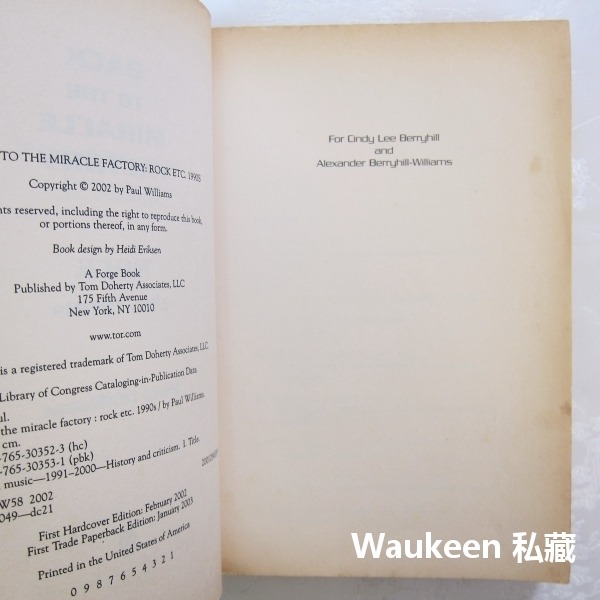 TO THE MIRACLE FACTORY: ROCK ETC. 1990S
Copyright © 2002 by Paul Williams
reserved, including the right to reproduce this book,
or portions thereof, in any form.
Book design by Heidi Eriksen
A Forge Book
Published by Tom Doherty Associates, LLC
175 Fifth Avenue
New York, NY 10010
www.tor.com
is a registered trademark of Tom Doherty Associates, LLC.
Library of Congress Cataloging-in-Publication Data
the miracle factory : rock etc. 1990s / by Paul Williams.
cm.
-765-30352-3 (hc)
-765-30353-1 (pbk)
music—1991-2000—History and criticism. I. Title.
W58 2002
049—dc21
First Hardcover Edition: February 2002
First Trade Paperback Edition: January 2003
Printed in the United States of America
0 9 8 7 6 5 4 3 2 1
For Cindy Lee Berryhill
and
Alexander Berryhill-Williams
Waukeen 私藏